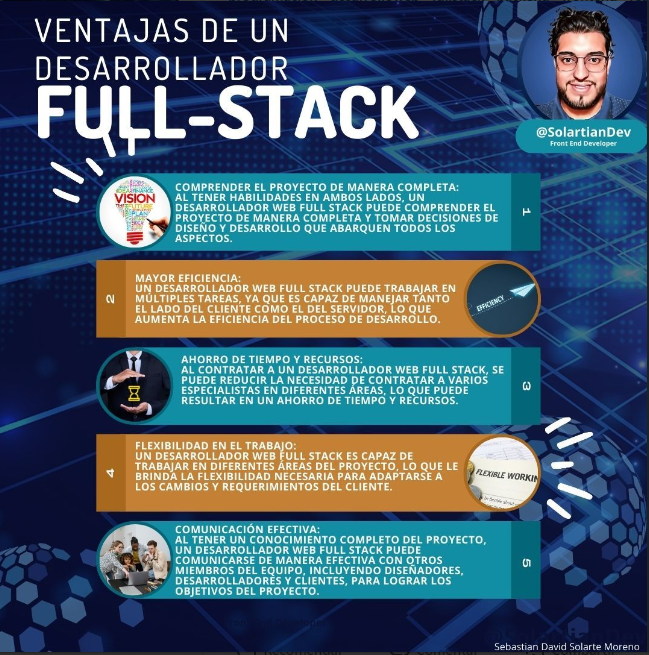 VENTAJAS DE UN
DESARROLLADOR
FULL-STACK
@SolartianDev
Front End Developer
VISION
COMPRENDER EL PROYECTO DE MANERA COMPLETA:
AL TENER HABILIDADES EN AMBOS LADOS, UN
DESARROLLADOR WEB FULL STACK PUEDE COMPRENDER EL
PROYECTO DE MANERA COMPLETA Y TOMAR DECISIONES DE
DISEÑO Y DESARROLLO QUE ABARQUEN TODOS LOS
ASPECTOS.
1
2
MAYOR EFICIENCIA:
UN DESARROLLADOR WEB FULL STACK PUEDE TRABAJAR EN
MÚLTIPLES TAREAS, YA QUE ES CAPAZ DE MANEJAR TANTO
EL LADO DEL CLIENTE COMO EL DEL SERVIDOR, LO QUE
AUMENTA LA EFICIENCIA DEL PROCESO DE DESARROLLO.
EFFICIENCY
AHORRO DE TIEMPO Y RECURSOS:
AL CONTRATAR A UN DESARROLLADOR WEB FULL STACK, SE
PUEDE REDUCIR LA NECESIDAD DE CONTRATAR A VARIOS
ESPECIALISTAS EN DIFERENTES ÁREAS, LO QUE PUEDE
RESULTAR EN UN AHORRO DE TIEMPO Y RECURSOS.
3
4
FLEXIBILIDAD EN EL TRABAJO:
UN DESARROLLADOR WEB FULL STACK ES CAPAZ DE
TRABAJAR EN DIFERENTES ÁREAS DEL PROYECTO, LO QUE LE
BRINDA LA FLEXIBILIDAD NECESARIA PARA ADAPTARSE A
LOS CAMBIOS Y REQUERIMIENTOS DEL CLIENTE.
FLEXIBLE WORKIN
COMUNICACIÓN EFECTIVA:
AL TENER UN CONOCIMIENTO COMPLETO DEL PROYECTO,
UN DESARROLLADOR WEB FULL STACK PUEDE
COMUNICARSE DE MANERA EFECTIVA CON OTROS
MIEMBROS DEL EQUIPO, INCLUYENDO DISEÑADORES,
DESARROLLADORES Y CLIENTES, PARA LOGRAR LOS
OBJETIVOS DEL PROYECTO.
5
Sebastian David Solarte Moreno